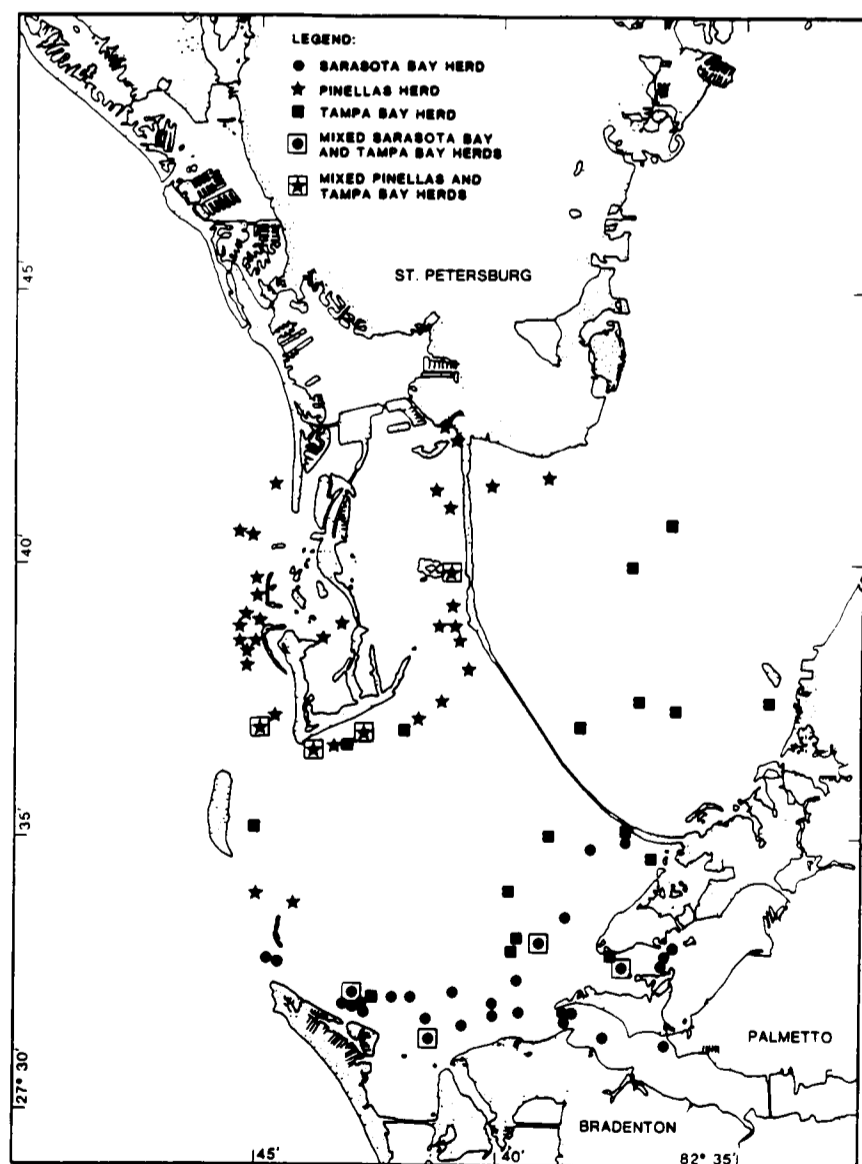 LEGEND:
SARASOTA BAY HERD
PINELLAS HERD
TAMPA BAY HERD
MIXED SARASOTA BAY
AND TAMPA BAY HERDS
MIXED PINELLAS AND
TAMPA BAY HERDS
ST. PETERSBURG
45'
40'
35'
27° 30'
PALMETTO
BRADENTON
45'
40'
82° 35'